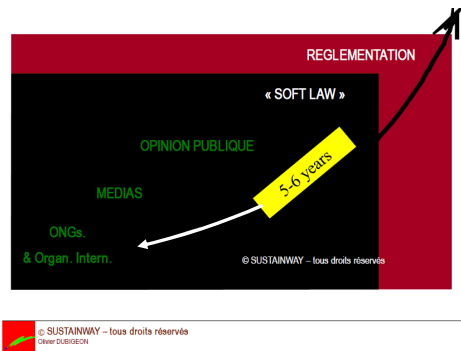 REGLEMENTATION
« SOFT LAW »
OPINION PUBLIQUE
5-6 years
MEDIAS
ONGs.
& Organ. Intern.
© SUSTAINWAY – tous droits réservés
© SUSTAINWAY – tous droits réservés
Olivier DUBIGEON